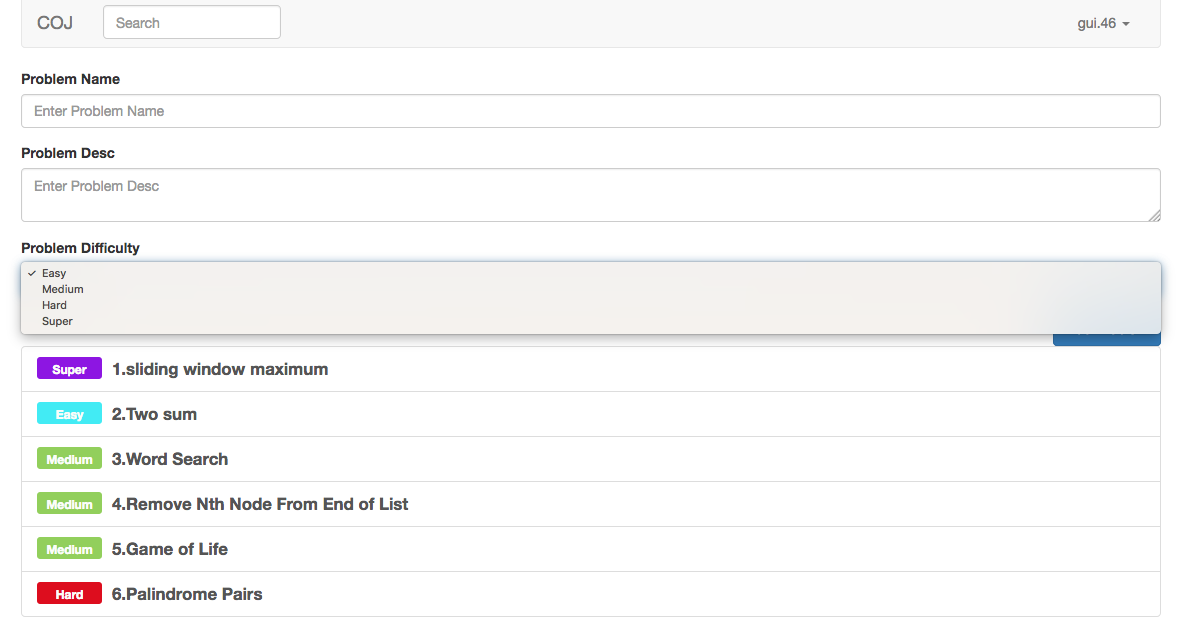 COJ Search gui.46
Problem Name
Enter Problem Name
Problem Desc
Enter Problem Desc
Problem Difficulty
✓ Easy
Medium
Hard
Super
Super 1.sliding window maximum
Easy 2.Two sum
Medium 3.Word Search
Medium 4.Remove Nth Node From End of List
Medium 5.Game of Life
Hard 6.Palindrome Pairs